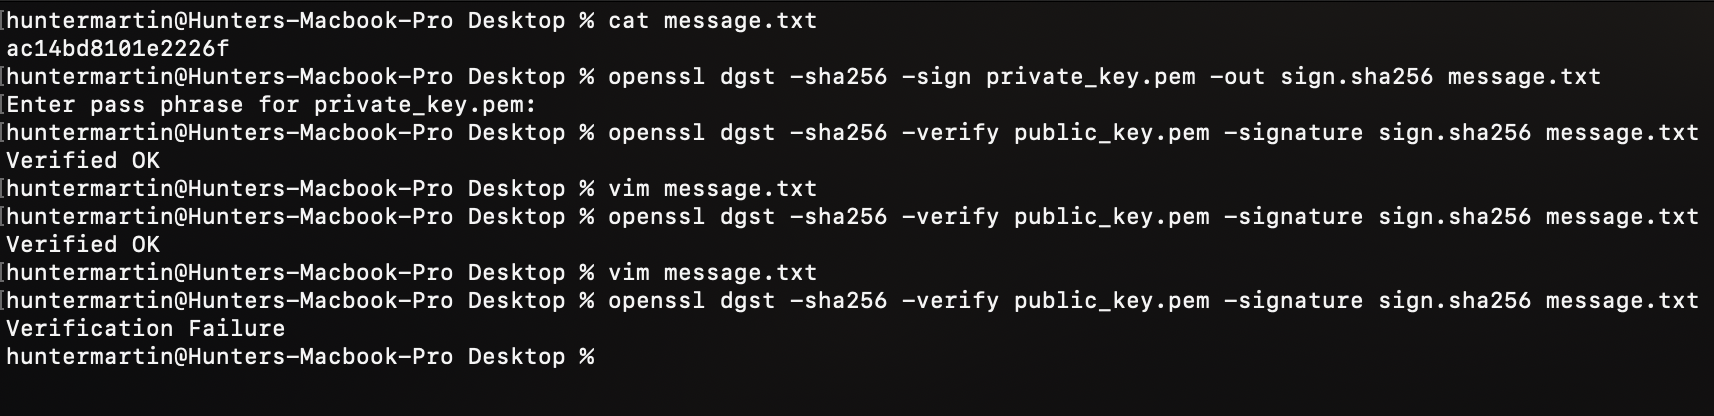 huntermartin@Hunters-Macbook-Pro Desktop % cat message.txt
ac14bd8101e2226f
huntermartin@Hunters-Macbook-Pro Desktop % openssl dgst -sha256 -sign private_key.pem -out sign.sha256 message.txt
Enter pass phrase for private_key.pem:
huntermartin@Hunters-Macbook-Pro Desktop % openssl dgst -sha256 -verify public_key.pem -signature sign.sha256 message.txt
Verified OK
huntermartin@Hunters-Macbook-Pro Desktop % vim message.txt
huntermartin@Hunters-Macbook-Pro Desktop % openssl dgst -sha256 -verify public_key.pem -signature sign.sha256 message.txt
Verified OK
huntermartin@Hunters-Macbook-Pro Desktop % vim message.txt
huntermartin@Hunters-Macbook-Pro Desktop % openssl dgst -sha256 -verify public_key.pem -signature sign.sha256 message.txt
Verification Failure
huntermartin@Hunters-Macbook-Pro Desktop %